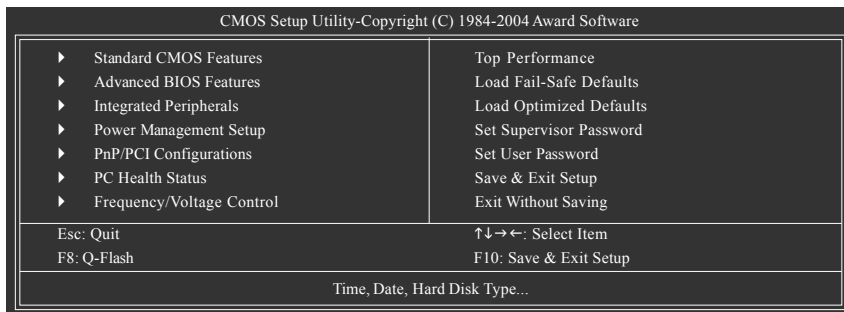 CMOS Setup Utility-Copyright (C) 1984-2004 Award Software
Standard CMOS Features
Advanced BIOS Features
Integrated Peripherals
Power Management Setup
PnP/PCI Configurations
PC Health Status
Frequency/Voltage Control
Top Performance
Load Fail-Safe Defaults
Load Optimized Defaults
Set Supervisor Password
Set User Password
Save & Exit Setup
Exit Without Saving
Esc: Quit
↑↓→←: Select Item
F8: Q-Flash
F10: Save & Exit Setup
Time, Date, Hard Disk Type...